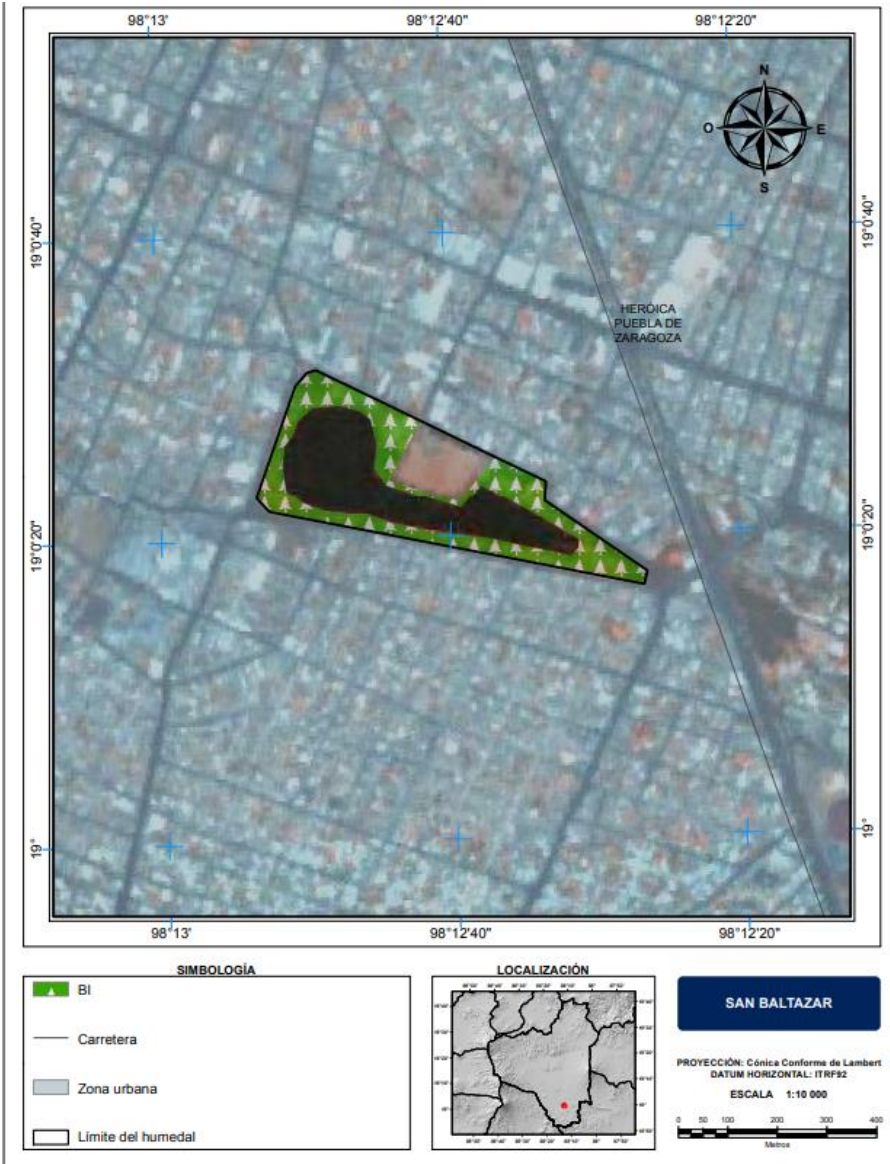 98°13' 98°12'40" 98°12'20"
N
O E
S
19°0'40" 19°0'40"
HERÓICA
PUEBLA DE
ZARAGOZA
19°0'20" 19°0'20"
19° 19°
98°13' 98°12'40" 98°12'20"
SIMBOLOGÍA
BI
Carretera
Zona urbana
Límite del humedal
LOCALIZACIÓN
SAN BALTAZAR
PROYECCIÓN: Cónica Conforme de Lambert
DATUM HORIZONTAL: ITRF92
ESCALA 1:10 000
0 50 100 200 300 400
Metros